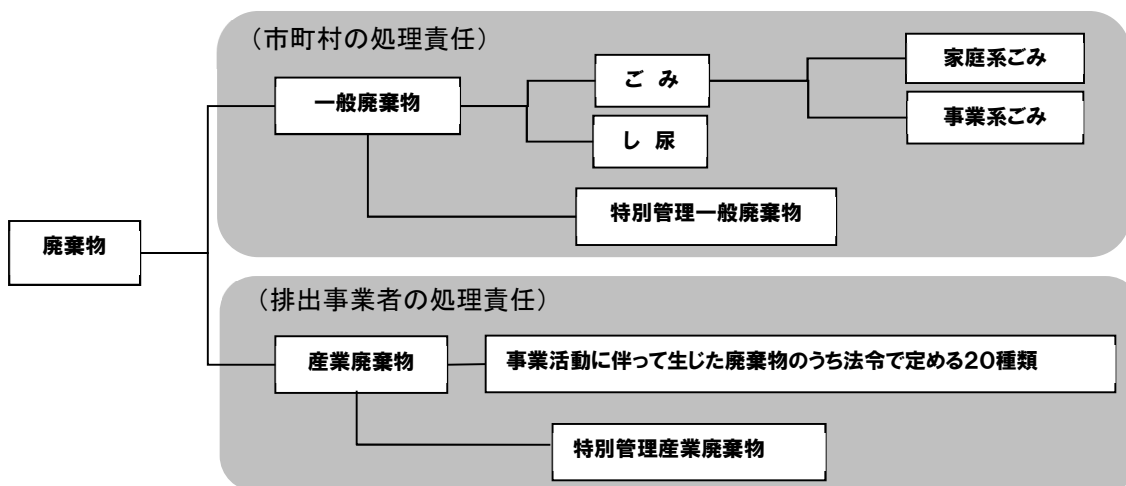 （市町村の処理責任）
家庭系ごみ
ご み
一般廃棄物
事業系ごみ
し 尿
特別管理一般廃棄物
廃棄物
（排出事業者の処理責任）
産業廃棄物
事業活動に伴って生じた廃棄物のうち法令で定める２０種類
特別管理産業廃棄物